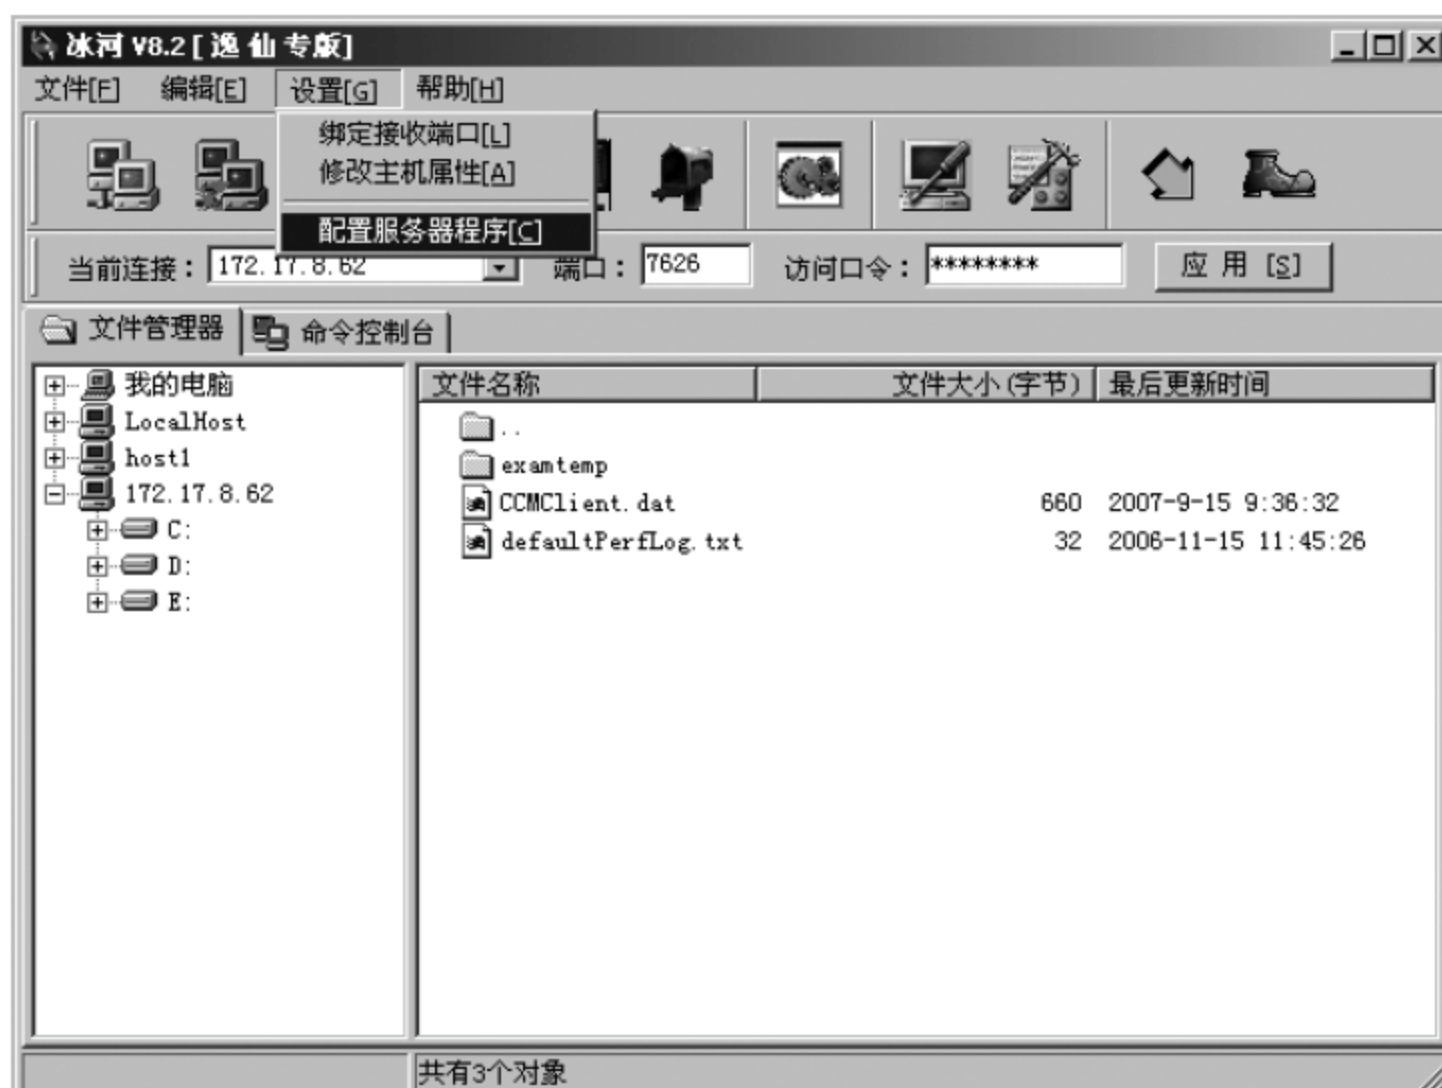 冰河 V8.2 [ 逸 仙 专版]
文件[F] 编辑[E] 设置[G] 帮助[H]
绑定接收端口[L]
修改主机属性[A]
配置服务器程序[C]
当前连接： 172.17.8.62 端口： 7626 访问口令： ******** 应 用 [S]
文件管理器 命令控制台
我的电脑
LocalHost
host1
172.17.8.62
C:
D:
E:
文件名称 文件大小(字节) 最后更新时间
..
examtemp
CCMClient.dat 660 2007-9-15 9:36:32
defaultPerfLog.txt 32 2006-11-15 11:45:26
共有3个对象